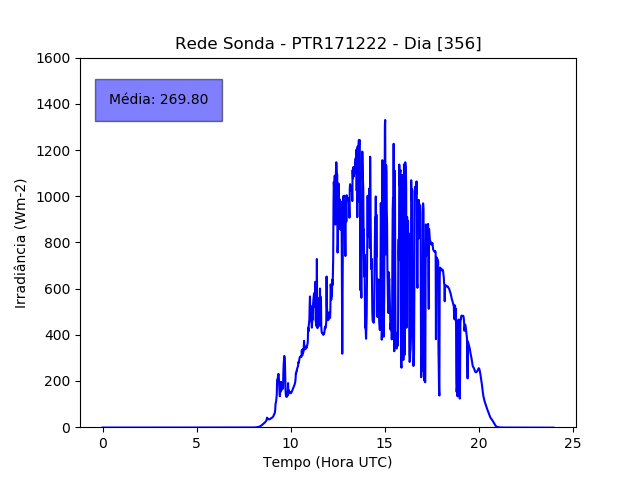 Rede Sonda - PTR171222 - Dia [356]
1600
1400
1200
1000
800
600
400
200
0
Média: 269.80
Irradiância (Wm-2)
0 5 10 15 20 25
Tempo (Hora UTC)